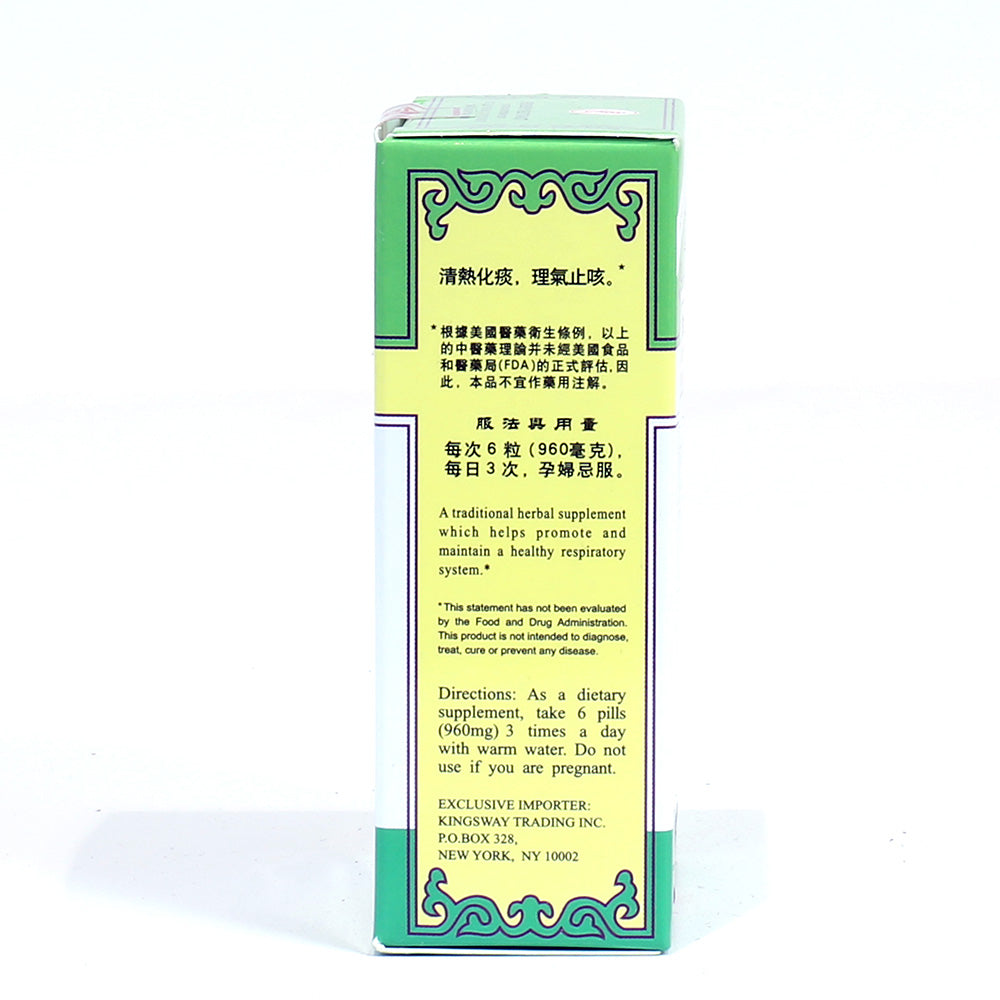 清熱化痰，理氣止咳。*
*根據美國醫藥衛生條例，以上
的中醫藥理論并未經美國食品
和醫藥局(FDA)的正式評估,因
此，本品不宜作藥用注解。
服法與用量
每次6粒(960毫克)，
每日3次，孕婦忌服。
A traditional herbal supplement
which helps promote and
maintain a healthy respiratory
system.*
*This statement has not been evaluated
by the Food and Drug Administration.
This product is not intended to diagnose,
treat, cure or prevent any disease.
Directions: As a dietary
supplement, take 6 pills
(960mg) 3 times a day
with warm water. Do not
use if you are pregnant.
EXCLUSIVE IMPORTER:
KINGSWAY TRADING INC.
P.O.BOX 328,
NEW YORK, NY 10002